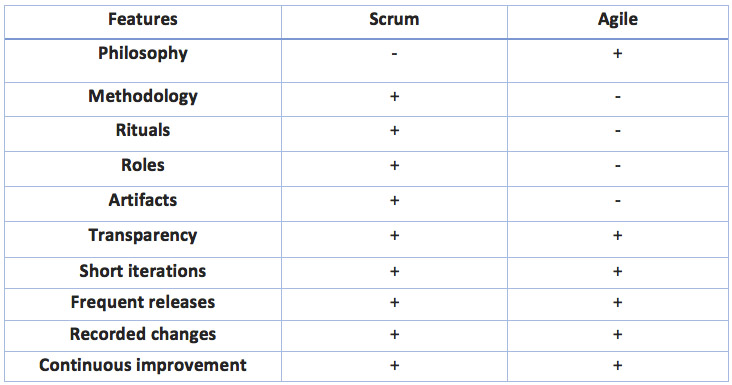 Features Scrum Agile
Philosophy - +
Methodology + -
Rituals + -
Roles + -
Artifacts + -
Transparency + +
Short iterations + +
Frequent releases + +
Recorded changes + +
Continuous improvement + +